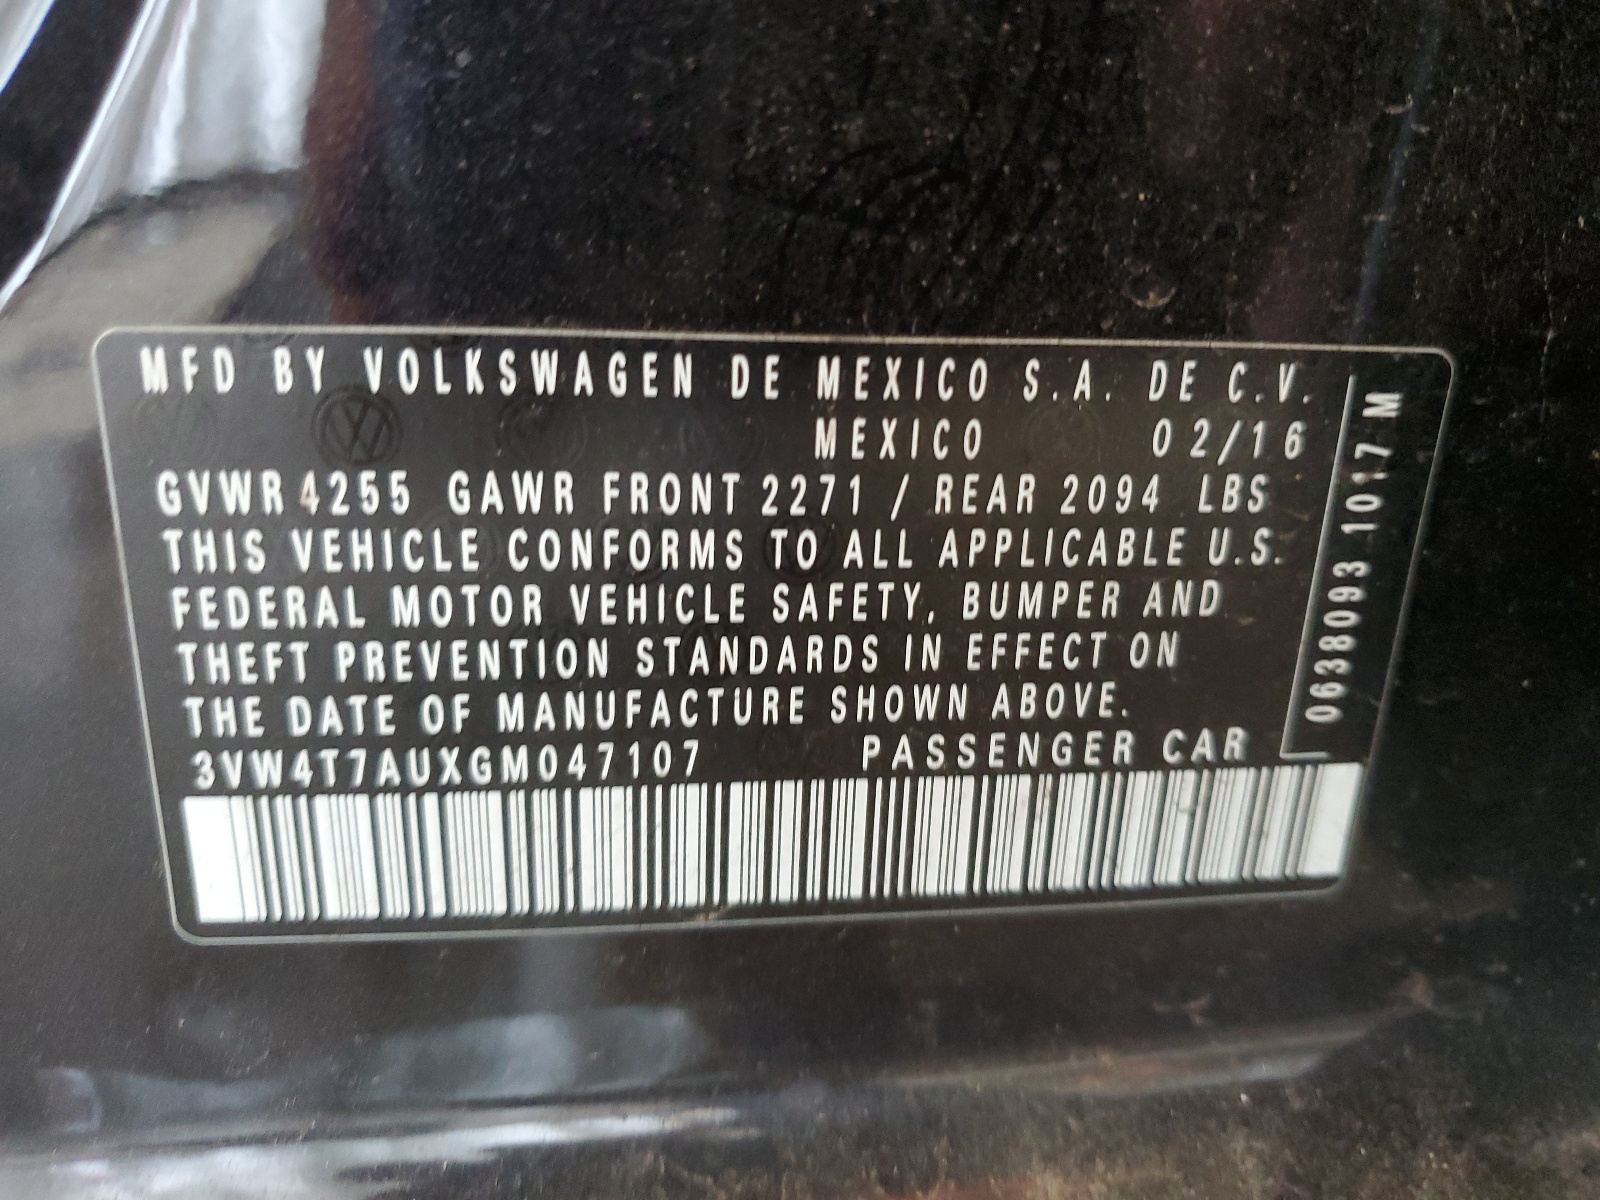 MFD BY VOLKSWAGEN DE MEXICO S.A. DE C.V.
MEXICO 02/16
GVWR 4255 GAWR FRONT 2271 / REAR 2094 LBS
THIS VEHICLE CONFORMS TO ALL APPLICABLE U.S.
FEDERAL MOTOR VEHICLE SAFETY, BUMPER AND
THEFT PREVENTION STANDARDS IN EFFECT ON
THE DATE OF MANUFACTURE SHOWN ABOVE.
3VW4T7AUXGM047107 PASSENGER CAR
0638093 1017 M